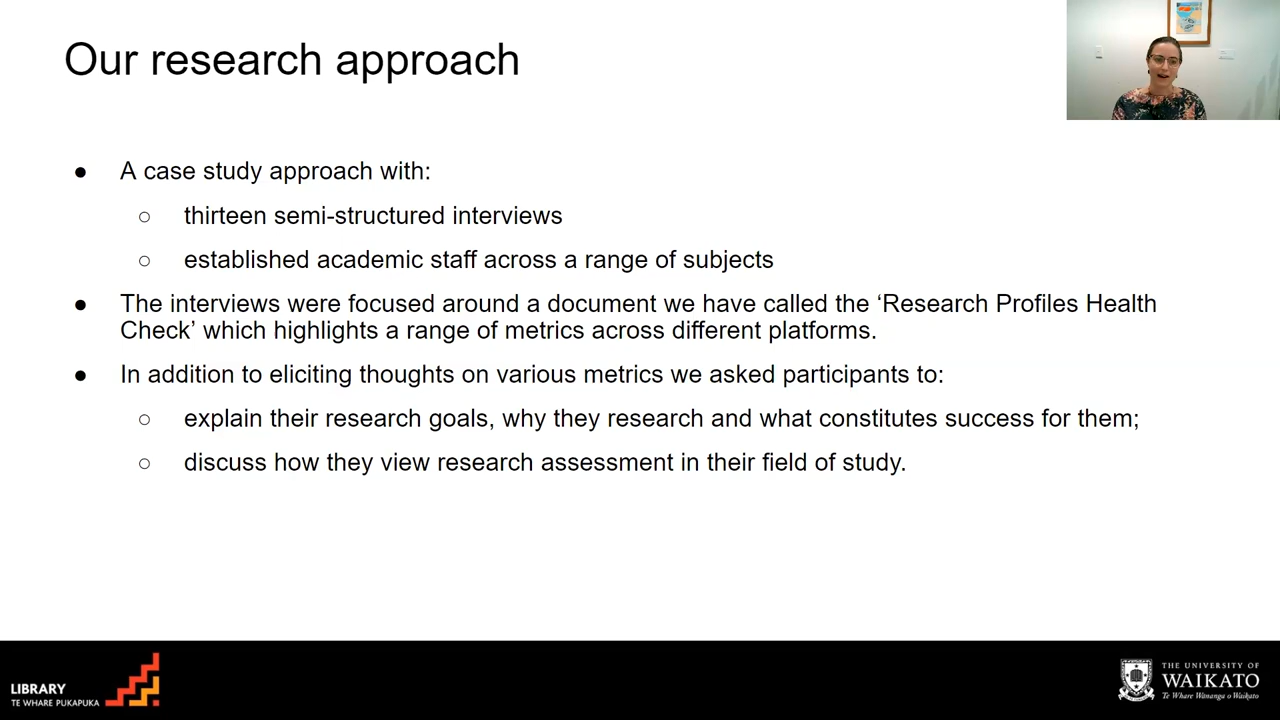 Our research approach
● A case study approach with:
○ thirteen semi-structured interviews
○ established academic staff across a range of subjects
● The interviews were focused around a document we have called the ‘Research Profiles Health
Check’ which highlights a range of metrics across different platforms.
● In addition to eliciting thoughts on various metrics we asked participants to:
○ explain their research goals, why they research and what constitutes success for them;
○ discuss how they view research assessment in their field of study.
LIBRARY
TE WHARE PUKAPUKA
THE UNIVERSITY OF
WAIKATO
Te Whare Wānanga o Waikato